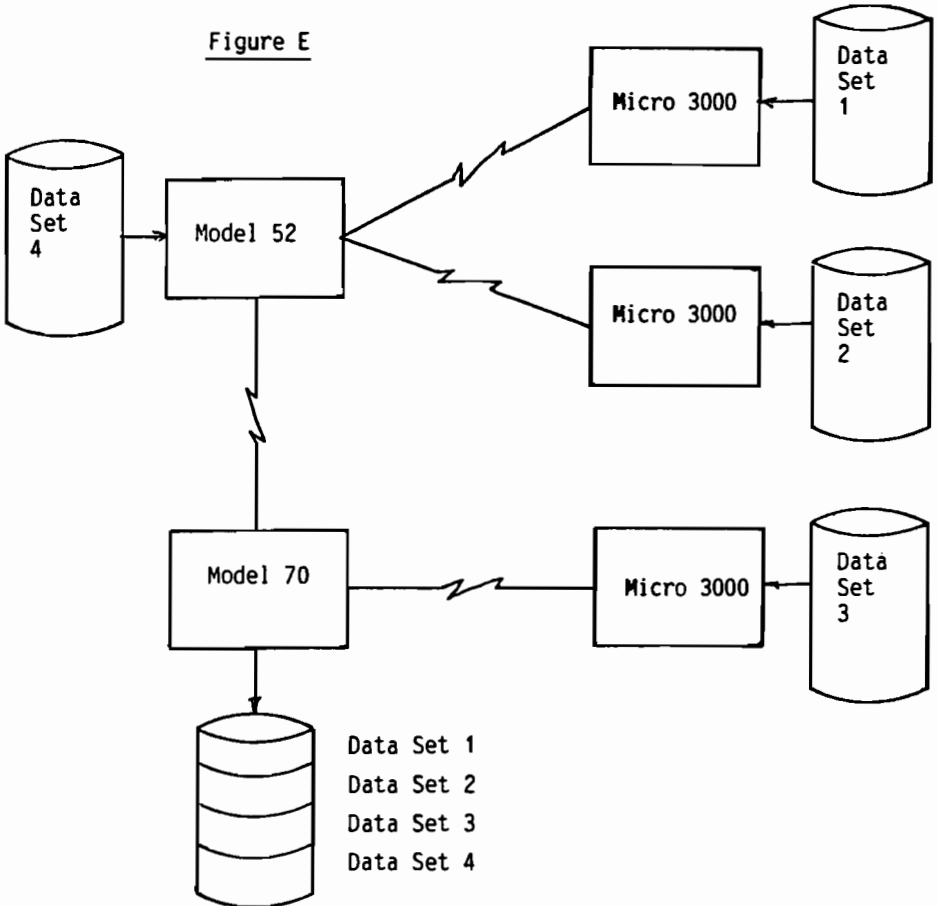 Figure E
Data
Set
1
Micro 3000
Data
Set
4
Model 52
Data
Set
2
Micro 3000
Model 70
Micro 3000
Data
Set
3
Data Set 1
Data Set 2
Data Set 3
Data Set 4